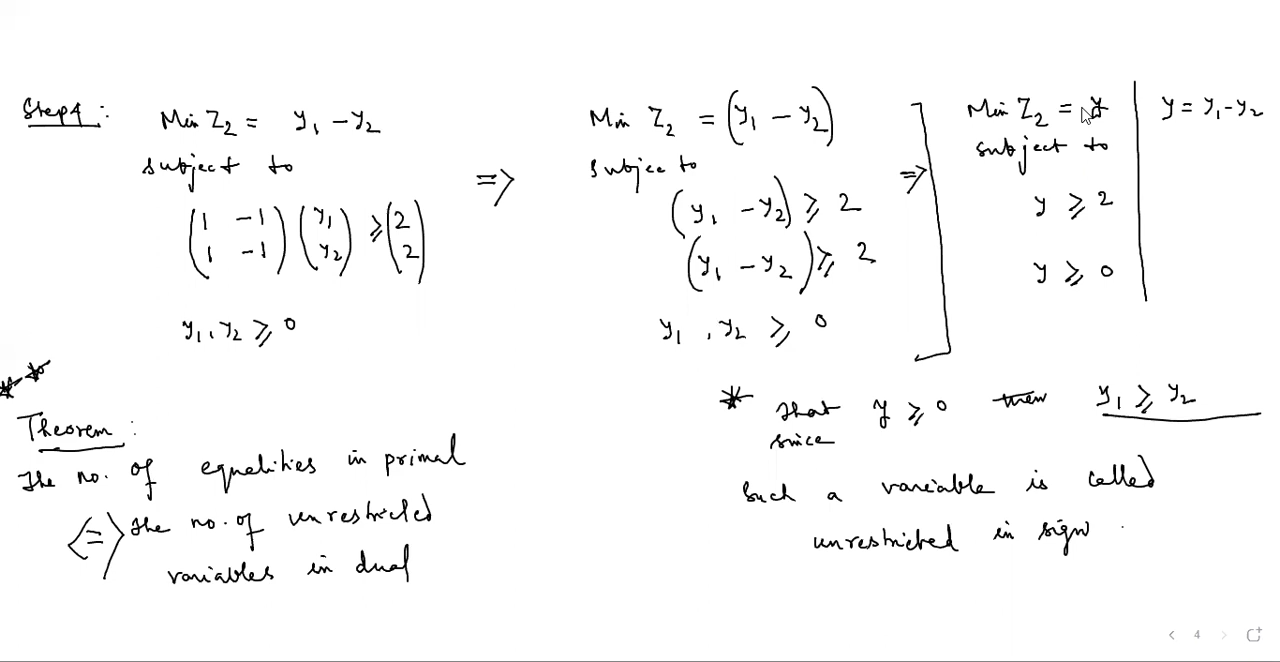 Step 4 :
Min Z₂ = y₁ - y₂
subject to
(1 -1) (y₁) ≥ (2)
(1 -1) (y₂) (2)
y₁, y₂ ≥ 0
⇒
Min Z₂ = (y₁ - y₂)
subject to
(y₁ - y₂) ≥ 2
(y₁ - y₂) ≥ 2
y₁, y₂ ≥ 0
⇒
Min Z₂ = y
subject to
y ≥ 2
y ≥ 0
y = y₁ - y₂
* that y ≥ 0 then y₁ ≥ y₂
since
Such a variable is called
unrestricted in sign .
**
Theorem :
The no. of equalities in primal
<=> the no. of unrestricted
variables in dual
< 4 >